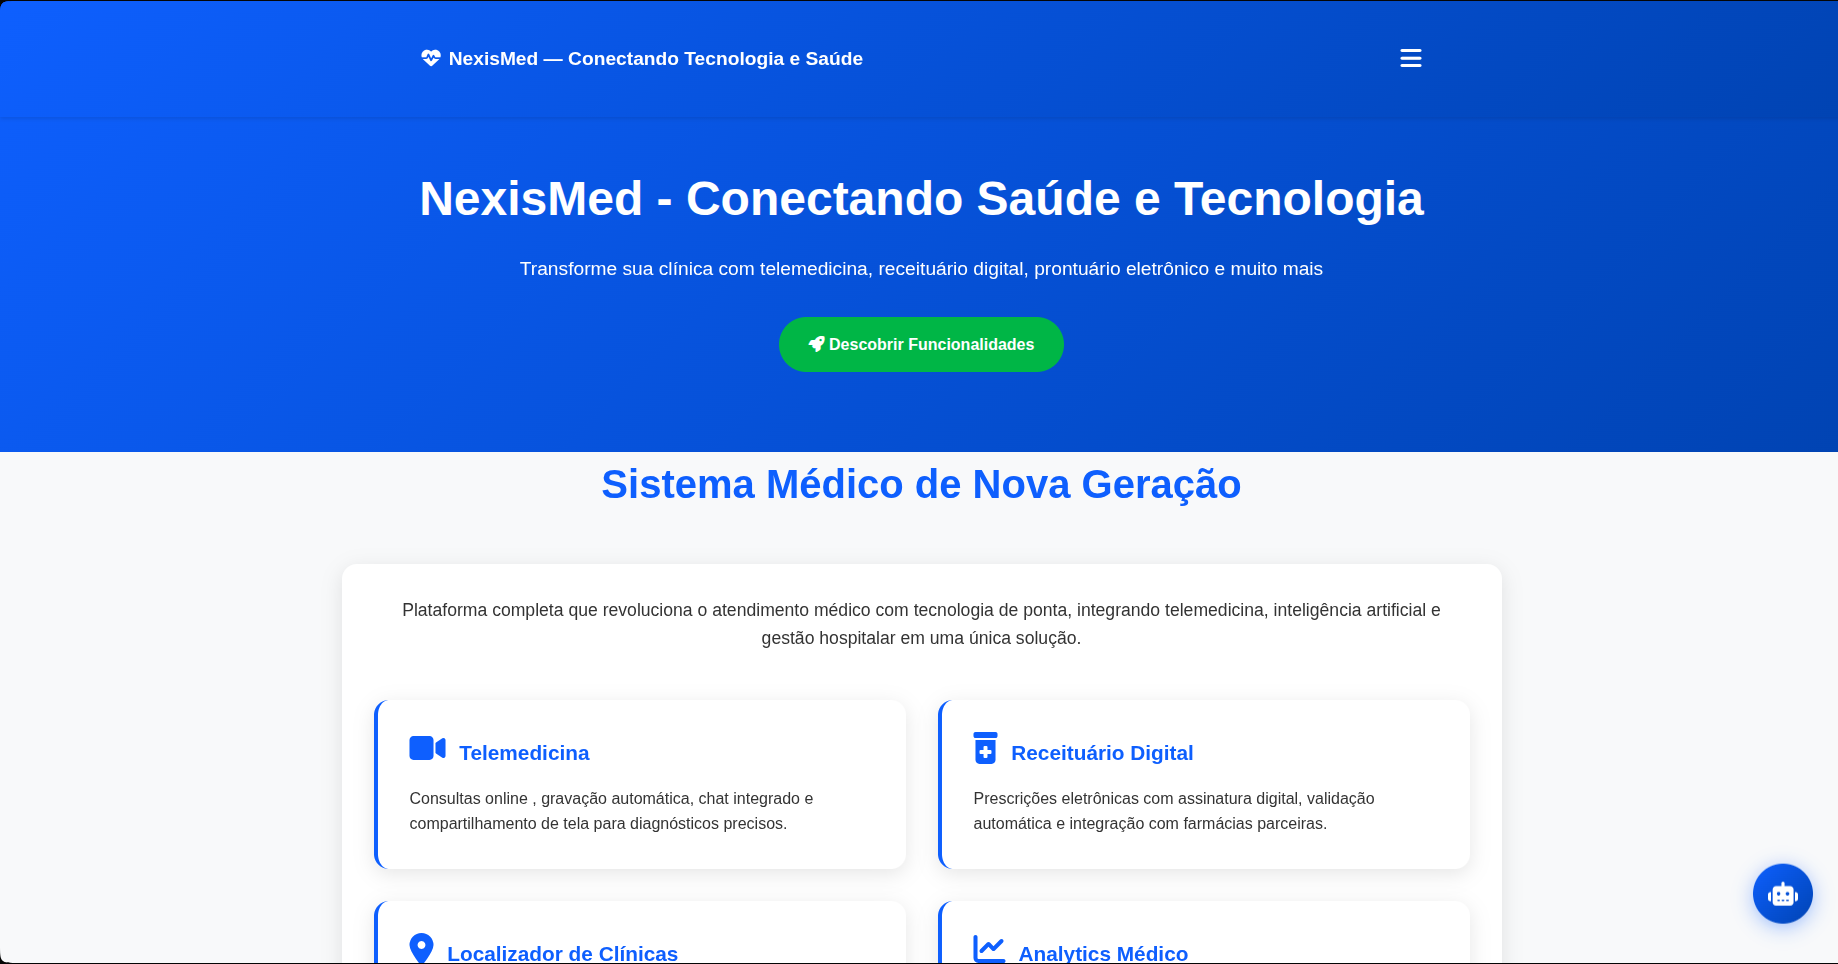 NexisMed — Conectando Tecnologia e Saúde
NexisMed - Conectando Saúde e Tecnologia
Transforme sua clínica com telemedicina, receituário digital, prontuário eletrônico e muito mais
Descobrir Funcionalidades
Sistema Médico de Nova Geração
Plataforma completa que revoluciona o atendimento médico com tecnologia de ponta, integrando telemedicina, inteligência artificial e
gestão hospitalar em uma única solução.
Telemedicina
Consultas online , gravação automática, chat integrado e
compartilhamento de tela para diagnósticos precisos.
Receituário Digital
Prescrições eletrônicas com assinatura digital, validação
automática e integração com farmácias parceiras.
Localizador de Clínicas
Analytics Médico